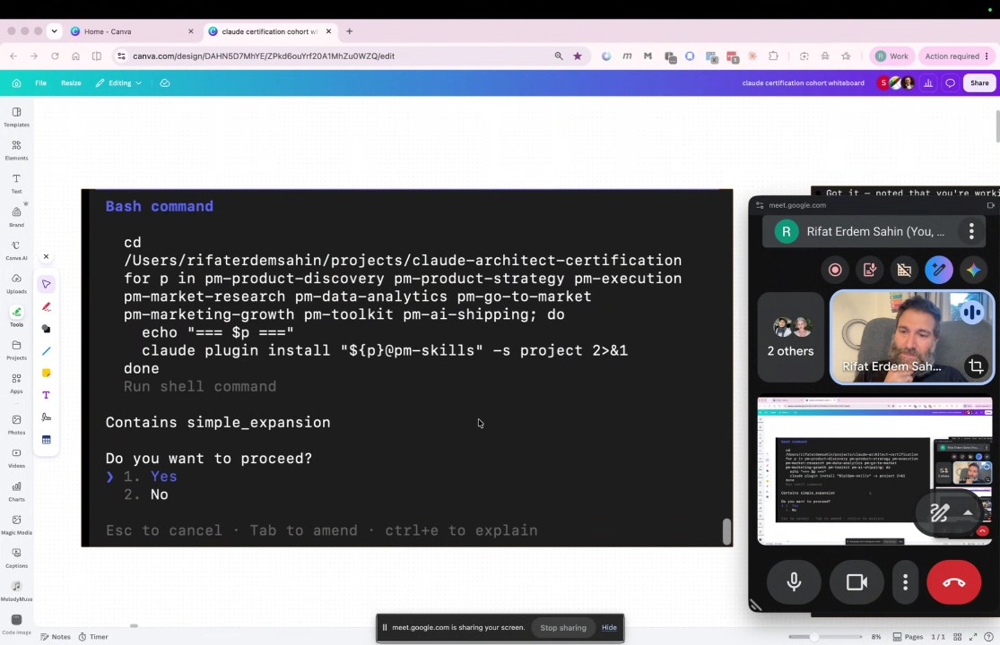 Home - Canva
claude certification cohort wh
canva.com/design/DAHN5D7MhYE/ZPkd6ouYrf20A1MhZu0WZQ/edit
Work
Action required
File
Resize
Editing
claude certification cohort whiteboard
Share
Templates
Elements
Text
Brand
Canva AI
Uploads
Tools
Projects
Apps
Photos
Videos
Charts
Magic Media
Captions
MelodyMuse
Code Image
Bash command
cd
/Users/rifaterdemsahin/projects/claude-architect-certification
for p in pm-product-discovery pm-product-strategy pm-execution
pm-market-research pm-data-analytics pm-go-to-market
pm-marketing-growth pm-toolkit pm-ai-shipping; do
echo "=== $p ==="
claude plugin install "${p}@pm-skills" -s project 2>&1
done
Run shell command
Contains simple_expansion
Do you want to proceed?
❯ 1. Yes
2. No
Esc to cancel · Tab to amend · ctrl+e to explain
Got it — noted that you're worki
meet.google.com
R
Rifat Erdem Sahin (You, ...
2 others
Rifat Erdem Sah...
meet.google.com is sharing your screen.
Stop sharing
Hide
Notes
Timer
8%
Pages
1 / 1